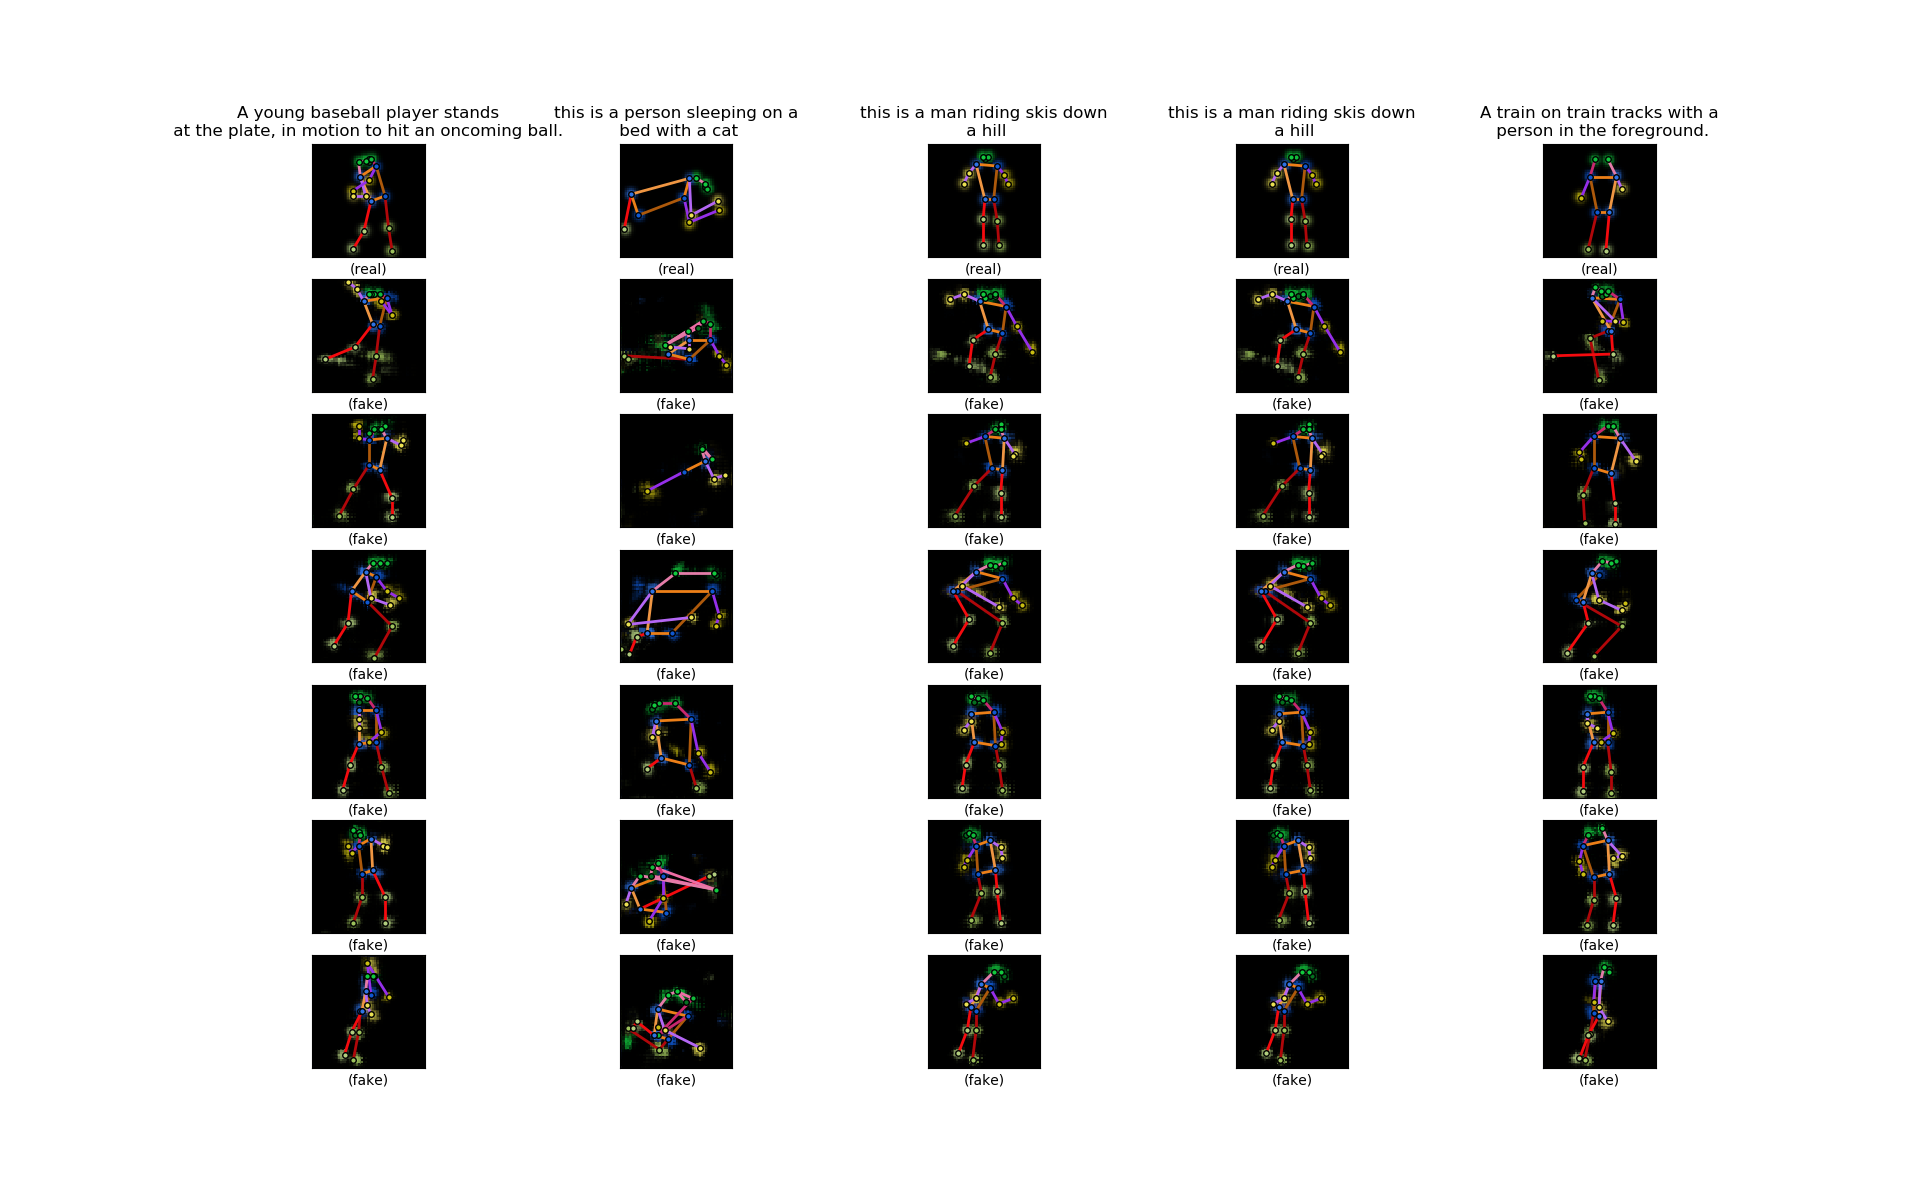 A young baseball player stands
at the plate, in motion to hit an oncoming ball.
this is a person sleeping on a
bed with a cat
this is a man riding skis down
a hill
this is a man riding skis down
a hill
A train on train tracks with a
person in the foreground.
(real) (real) (real) (real) (real)
(fake) (fake) (fake) (fake) (fake)
(fake) (fake) (fake) (fake) (fake)
(fake) (fake) (fake) (fake) (fake)
(fake) (fake) (fake) (fake) (fake)
(fake) (fake) (fake) (fake) (fake)
(fake) (fake) (fake) (fake) (fake)